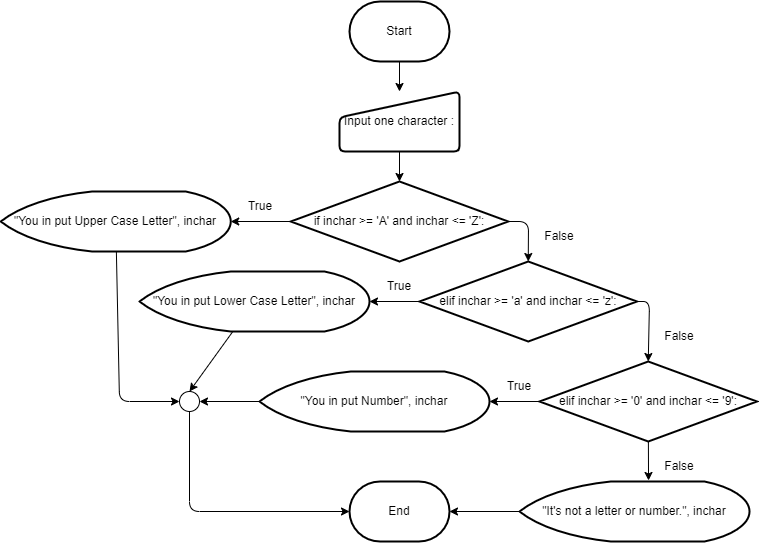 Start
Input one character :
if inchar >= 'A' and inchar <= 'Z':
True
"You in put Upper Case Letter", inchar
False
elif inchar >= 'a' and inchar <= 'z':
True
"You in put Lower Case Letter", inchar
False
elif inchar >= '0' and inchar <= '9':
True
"You in put Number", inchar
False
"It's not a letter or number.", inchar
End